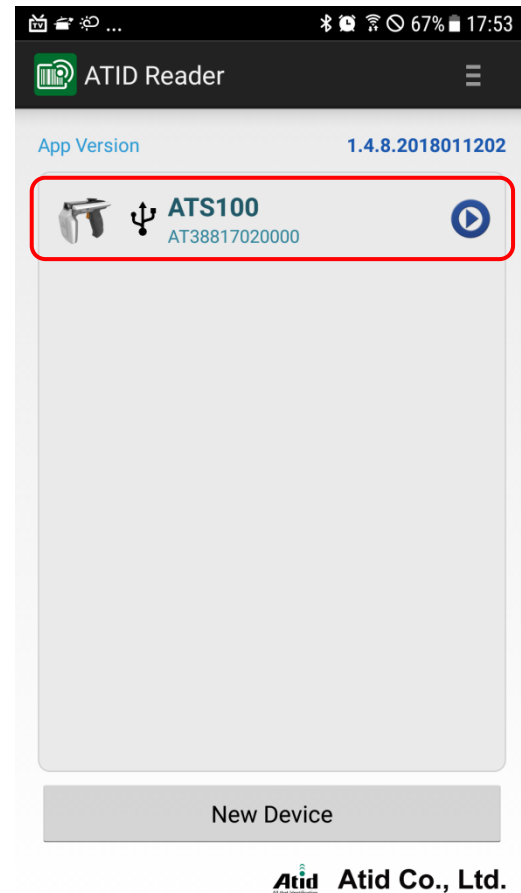 ... 67% 17:53
ATID Reader
App Version 1.4.8.2018011202
ATS100
AT38817020000
New Device
Atid Atid Co., Ltd.